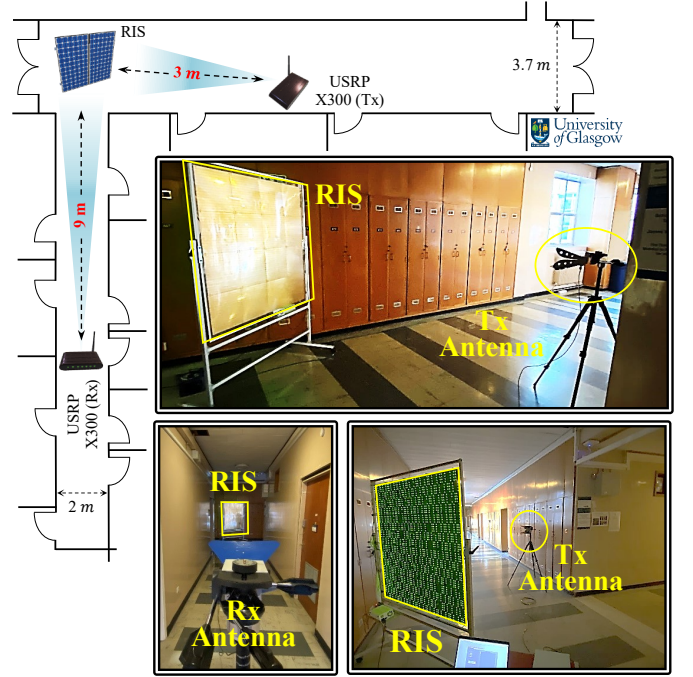 RIS
3 m
USRP
X300 (Tx)
3.7 m
University
of Glasgow
9 m
USRP
X300 (Rx)
2 m
RIS
Tx
Antenna
RIS
Rx
Antenna
Tx
Antenna
RIS